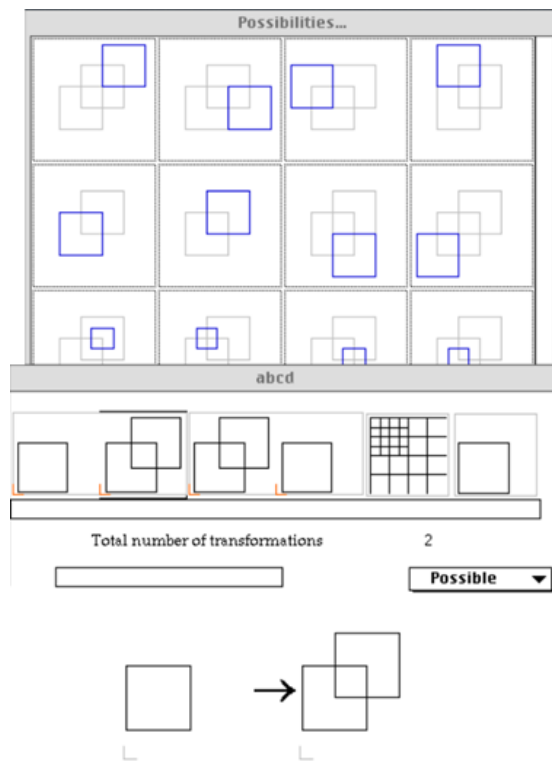 Possibilities...
abcd
Total number of transformations 2
Possible